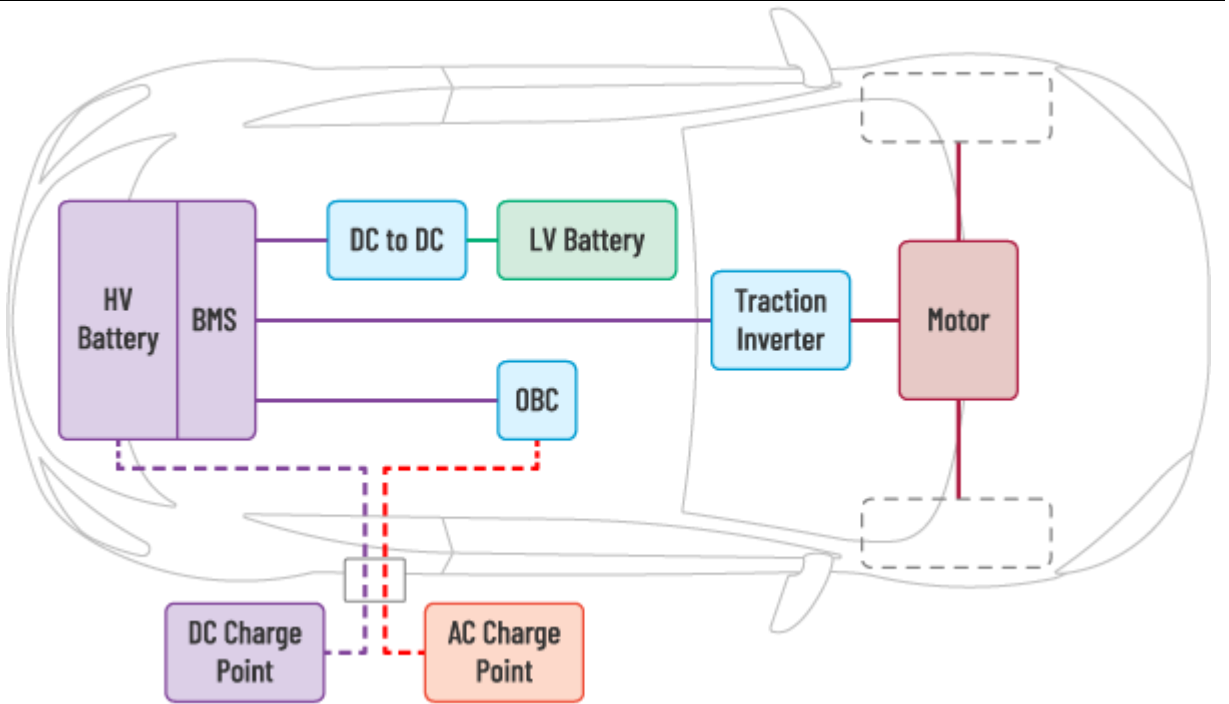 DC to DC
LV Battery
HV
Battery
BMS
Traction
Inverter
Motor
OBC
DC Charge
Point
AC Charge
Point